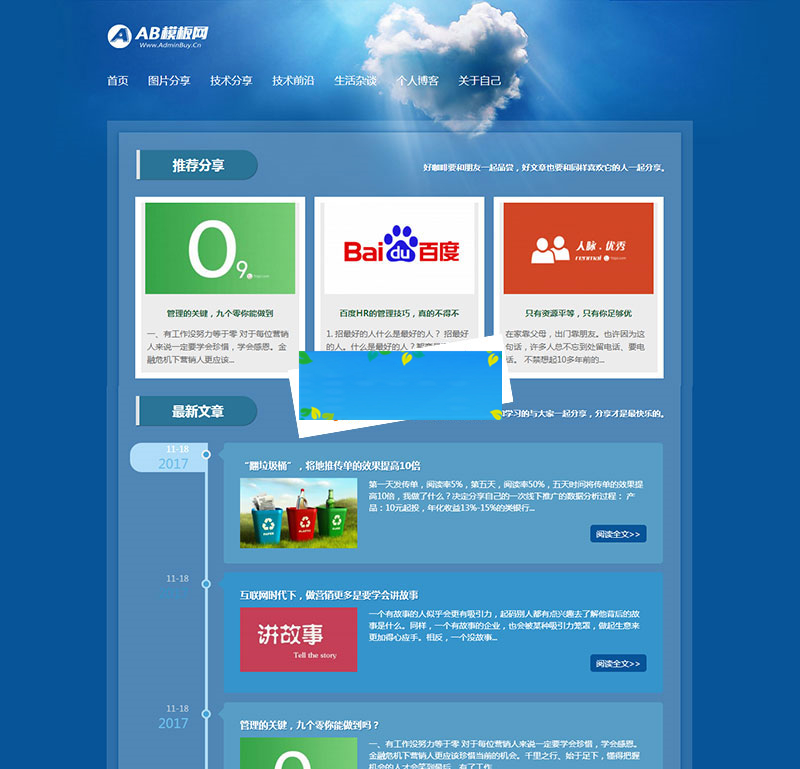 AB模板网
Www.AdminBuy.Cn
首页 图片分享 技术分享 技术前沿 生活杂谈 个人博客 关于自己
推荐分享
好咖啡要和朋友一起品尝，好文章也要和同样喜欢它的人一起分享。
09
Bai du 百度
人脉.优秀
renmai
管理的关键，九个零你能做到
一、有工作没努力等于零 对于每位营销
人来说一定要学会珍惜，学会感恩。金
融危机下营销人更应该...
百度HR的管理技巧，真的不得不
1. 招最好的人什么是最好的人？ 招最好
的人。什么是最好的人？
只有资源平等，只有你足够优
在家靠父母，出门靠朋友。也许因为这
句话，许多人总不忘到处留电话、要电
话。 不禁想起10多年前的...
最新文章
学习的与大家一起分享，分享才是最快乐的。
11-18
2017
“翻垃圾桶”，将地推传单的效果提高10倍
第一天发传单，阅读率5%，第五天，阅读率50%，五天时间将传单的效果提
高10倍，我做了什么？决定分享自己的一次线下推广的数据分析过程： 产
品：10元起投，年化收益13%-15%的类银行...
阅读全文>>
11-18
2017
互联网时代下，做营销更多是要学会讲故事
讲故事
Tell the story
一个有故事的人似乎会更有吸引力，起码别人都有点兴趣去了解他背后的故
事是什么。同样，一个有故事的企业，也会被某种吸引力笼罩，做起生意来
更加得心应手。相反，一个没故事...
阅读全文>>
11-18
2017
管理的关键，九个零你能做到吗？
一、有工作没努力等于零 对于每位营销人来说一定要学会珍惜，学会感恩。
金融危机下营销人更应该珍惜当前的机会。千里之行，始于足下，懂得把握
机会的人才会笑到最后，有了工作